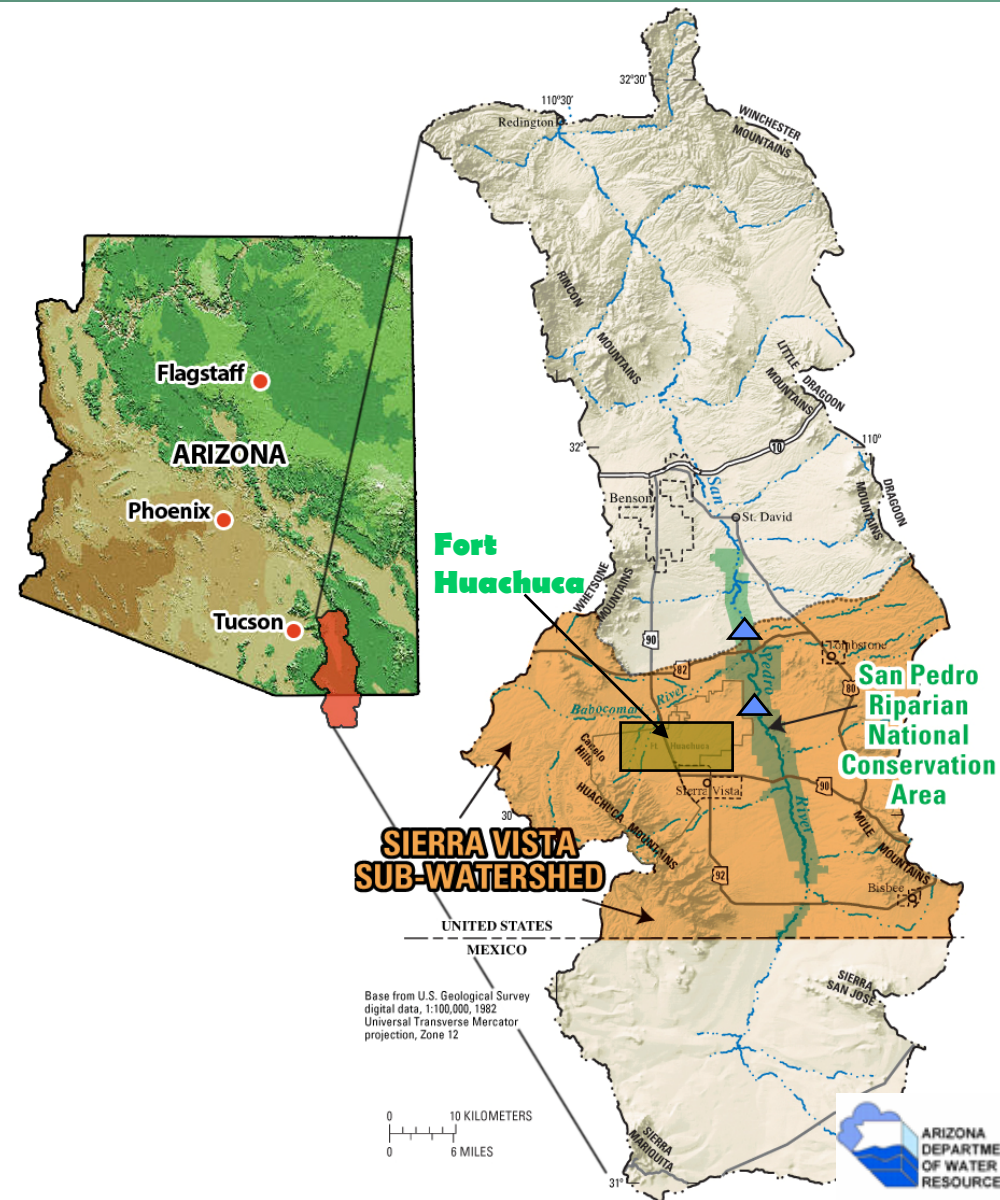 32°30'
110°30'
Redington
WINCHESTER
MOUNTAINS
RINCON
MOUNTAINS
LITTLE DRAGOON
MOUNTAINS
Flagstaff
ARIZONA
Phoenix
Tucson
32°
10
110°
DRAGOON
MOUNTAINS
San
Benson
St. David
Fort
Huachuca
WHETSONE
MOUNTAINS
90
82
Tombstone
80
Pedro
River
Babocomari
San Pedro
Riparian
National
Conservation
Area
Canelo
Hills
Ft. Huachuca
Sierra Vista
90
HUACHUCA MOUNTAINS
River
MULE
MOUNTAINS
30'
SIERRA VISTA
SUB-WATERSHED
92
Bisbee
UNITED STATES
MEXICO
SIERRA
SAN JOSE
Base from U.S. Geological Survey
digital data, 1:100,000, 1982
Universal Transverse Mercator
projection, Zone 12
0 10 KILOMETERS
0 6 MILES
SIERRA
MARIQUITA
31°
ARIZONA
DEPARTME
OF WATER
RESOURCE